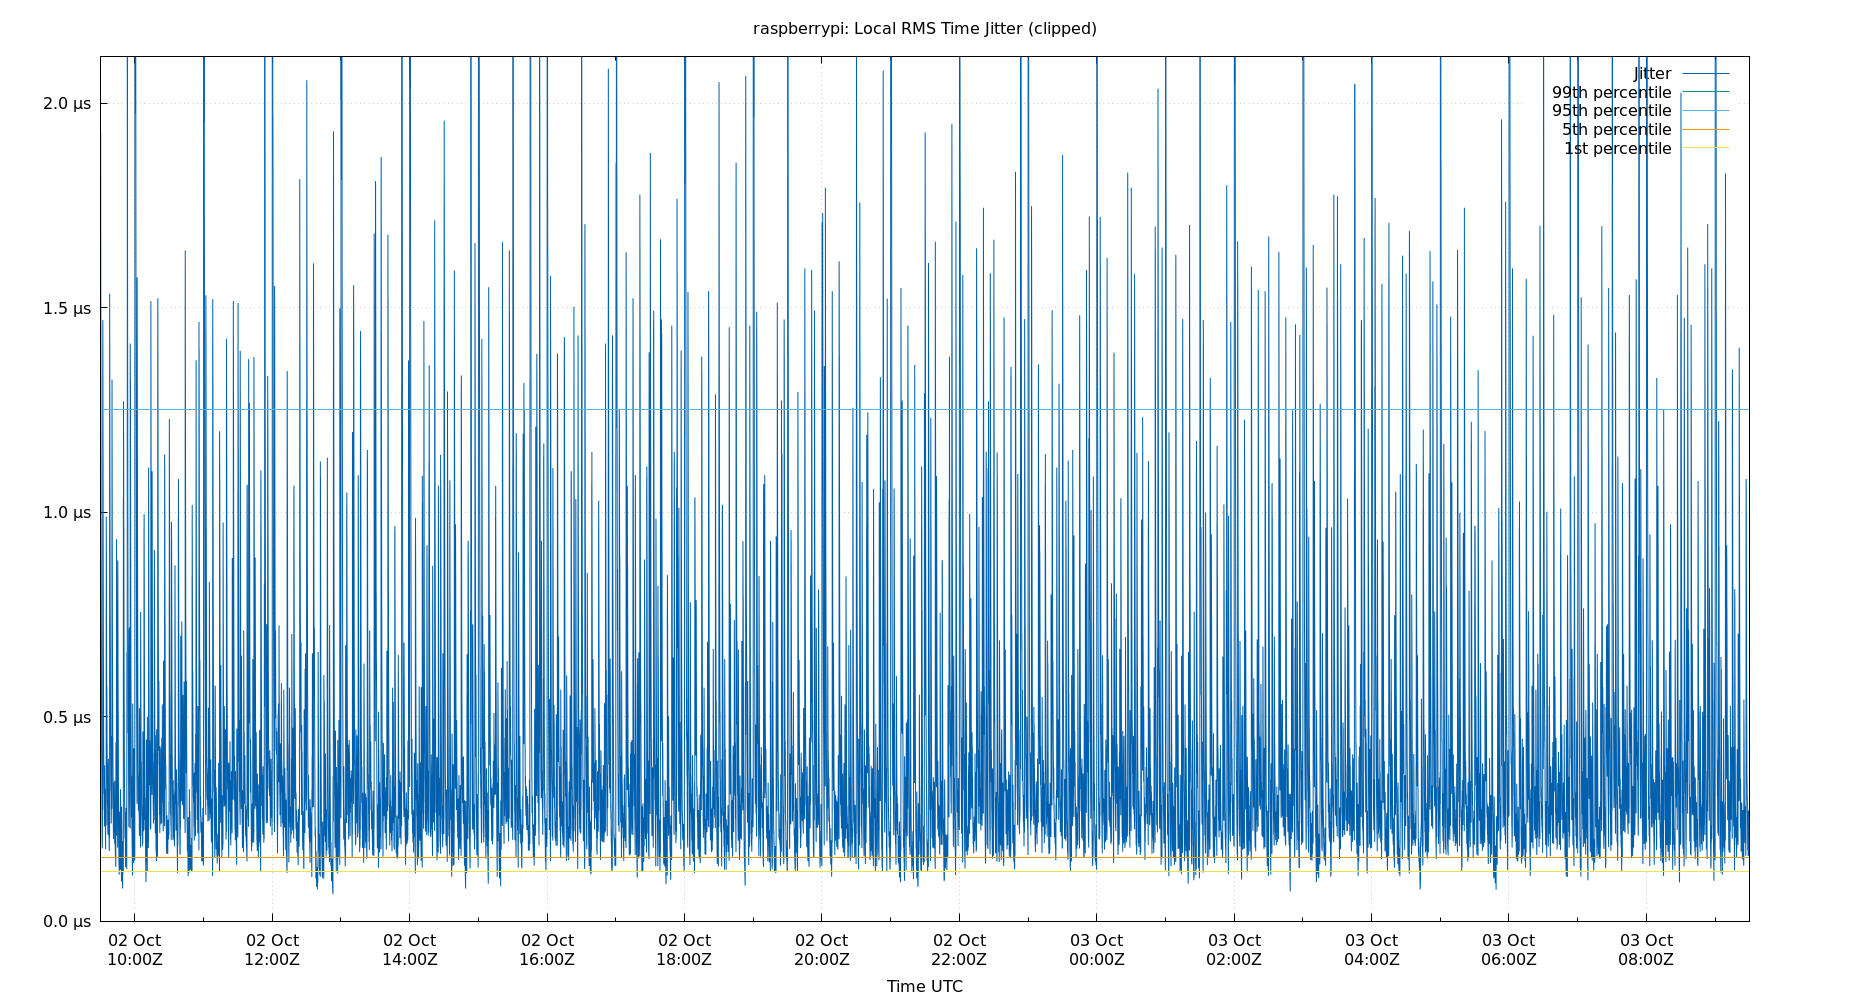 raspberrypi: Local RMS Time Jitter (clipped)
Jitter
99th percentile
95th percentile
5th percentile
1st percentile
2.0 µs
1.5 µs
1.0 µs
0.5 µs
0.0 µs
02 Oct 02 Oct 02 Oct 02 Oct 02 Oct 02 Oct 02 Oct 03 Oct 03 Oct 03 Oct 03 Oct 03 Oct
10:00Z 12:00Z 14:00Z 16:00Z 18:00Z 20:00Z 22:00Z 00:00Z 02:00Z 04:00Z 06:00Z 08:00Z
Time UTC